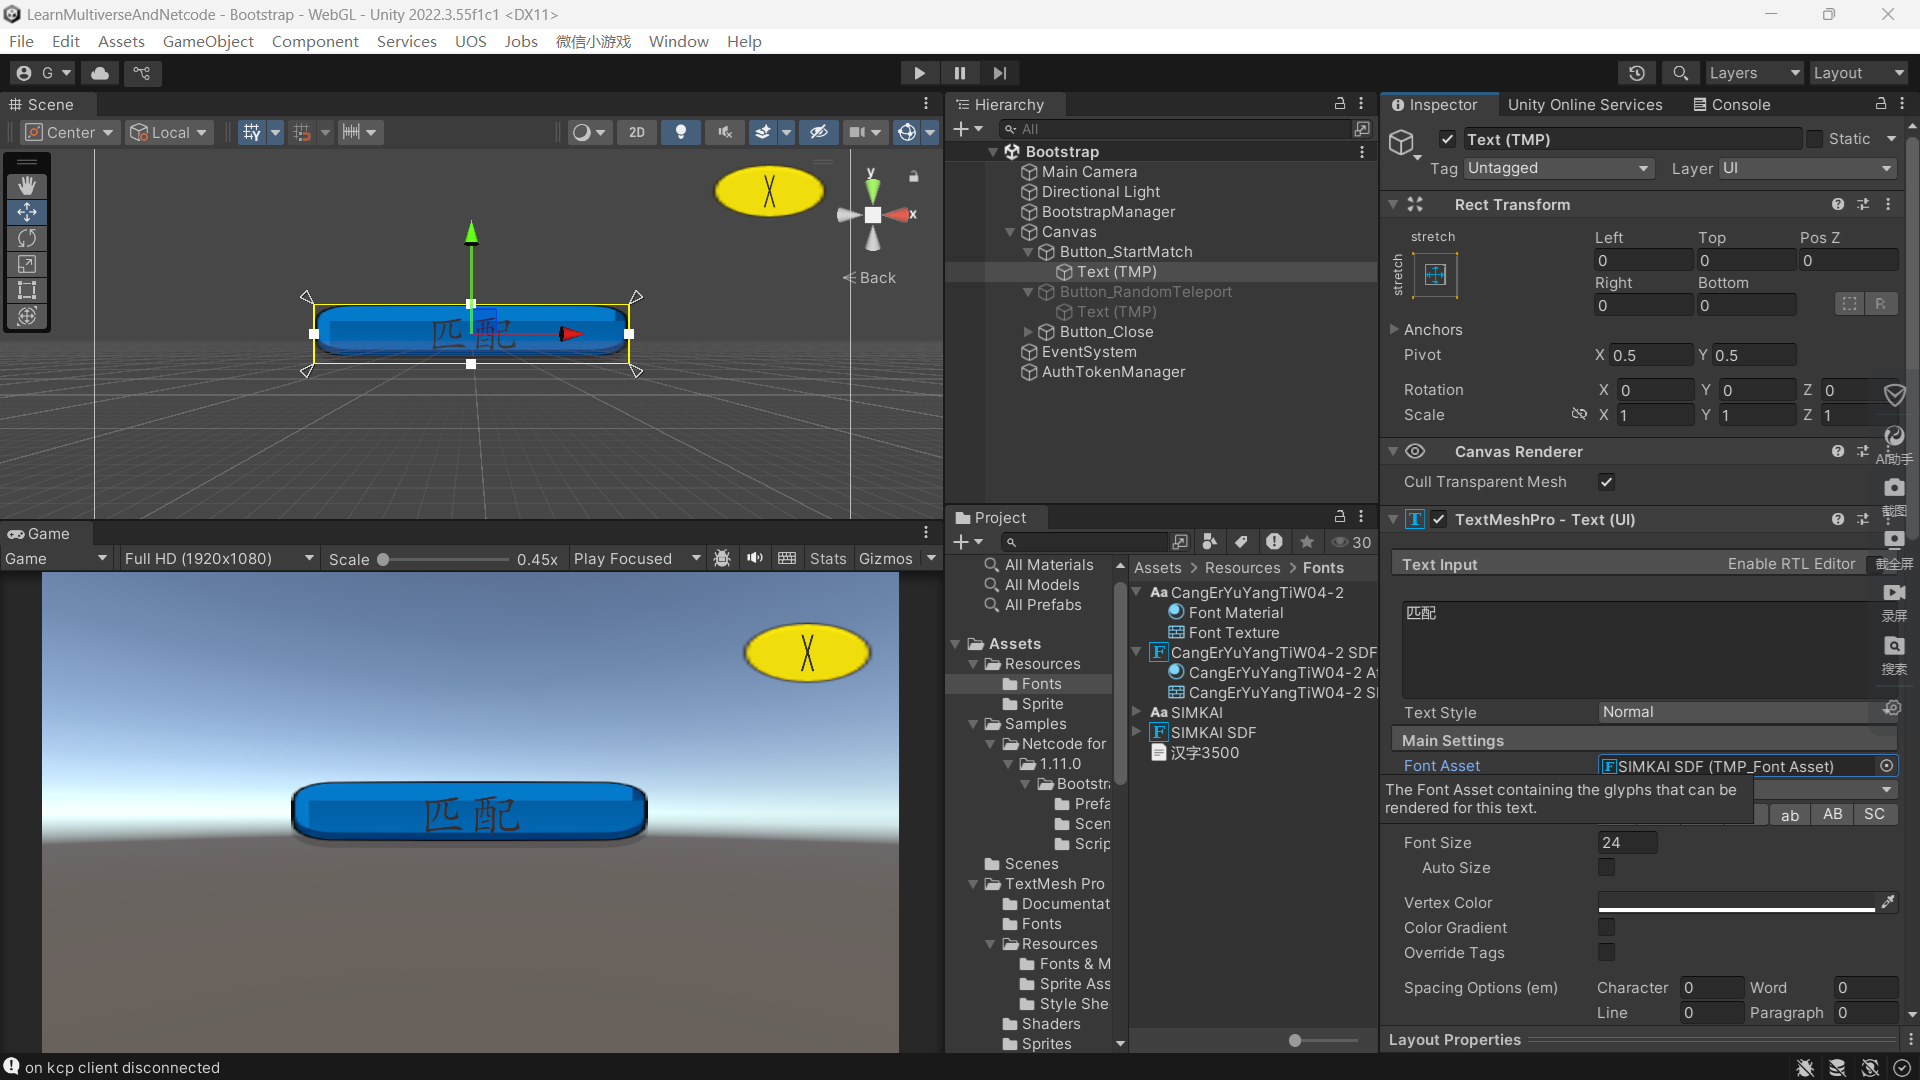 LearnMultiverseAndNetcode - Bootstrap - WebGL - Unity 2022.3.55f1c1 <DX11>
File Edit Assets GameObject Component Services UOS Jobs 微信小游戏 Window Help
G Layers Layout
Scene
Center Local 2D
X
y
x
Back
匹配
Game
Game Full HD (1920x1080) Scale 0.45x Play Focused Stats Gizmos
X
匹配
Hierarchy
All
Bootstrap
Main Camera
Directional Light
BootstrapManager
Canvas
Button_StartMatch
Text (TMP)
Button_RandomTeleport
Text (TMP)
Button_Close
EventSystem
AuthTokenManager
Project
30
All Materials
All Models
All Prefabs
Assets
Resources
Fonts
Sprite
Samples
Netcode for
1.11.0
Bootstra
Prefa
Scen
Scrip
Scenes
TextMesh Pro
Documentat
Fonts
Resources
Fonts & M
Sprite Ass
Style She
Shaders
Sprites
Assets > Resources > Fonts
Aa CangErYuYangTiW04-2
Font Material
Font Texture
F CangErYuYangTiW04-2 SDF
CangErYuYangTiW04-2 A
CangErYuYangTiW04-2 S
Aa SIMKAI
F SIMKAI SDF
汉字3500
Inspector Unity Online Services Console
Text (TMP) Static
Tag Untagged Layer UI
Rect Transform
stretch
stretch
Left Top Pos Z
0 0 0
Right Bottom
0 0 R
Anchors
Pivot X 0.5 Y 0.5
Rotation X 0 Y 0 Z 0
Scale X 1 Y 1 Z 1
Canvas Renderer
Cull Transparent Mesh
T TextMeshPro - Text (UI)
Text Input Enable RTL Editor
匹配
Text Style Normal
Main Settings
Font Asset F SIMKAI SDF (TMP_Font Asset)
The Font Asset containing the glyphs that can be
rendered for this text.
ab AB SC
Font Size 24
Auto Size
Vertex Color
Color Gradient
Override Tags
Spacing Options (em) Character 0 Word 0
Line 0 Paragraph 0
Layout Properties
AI助手
截图
截全屏
录屏
搜索
on kcp client disconnected